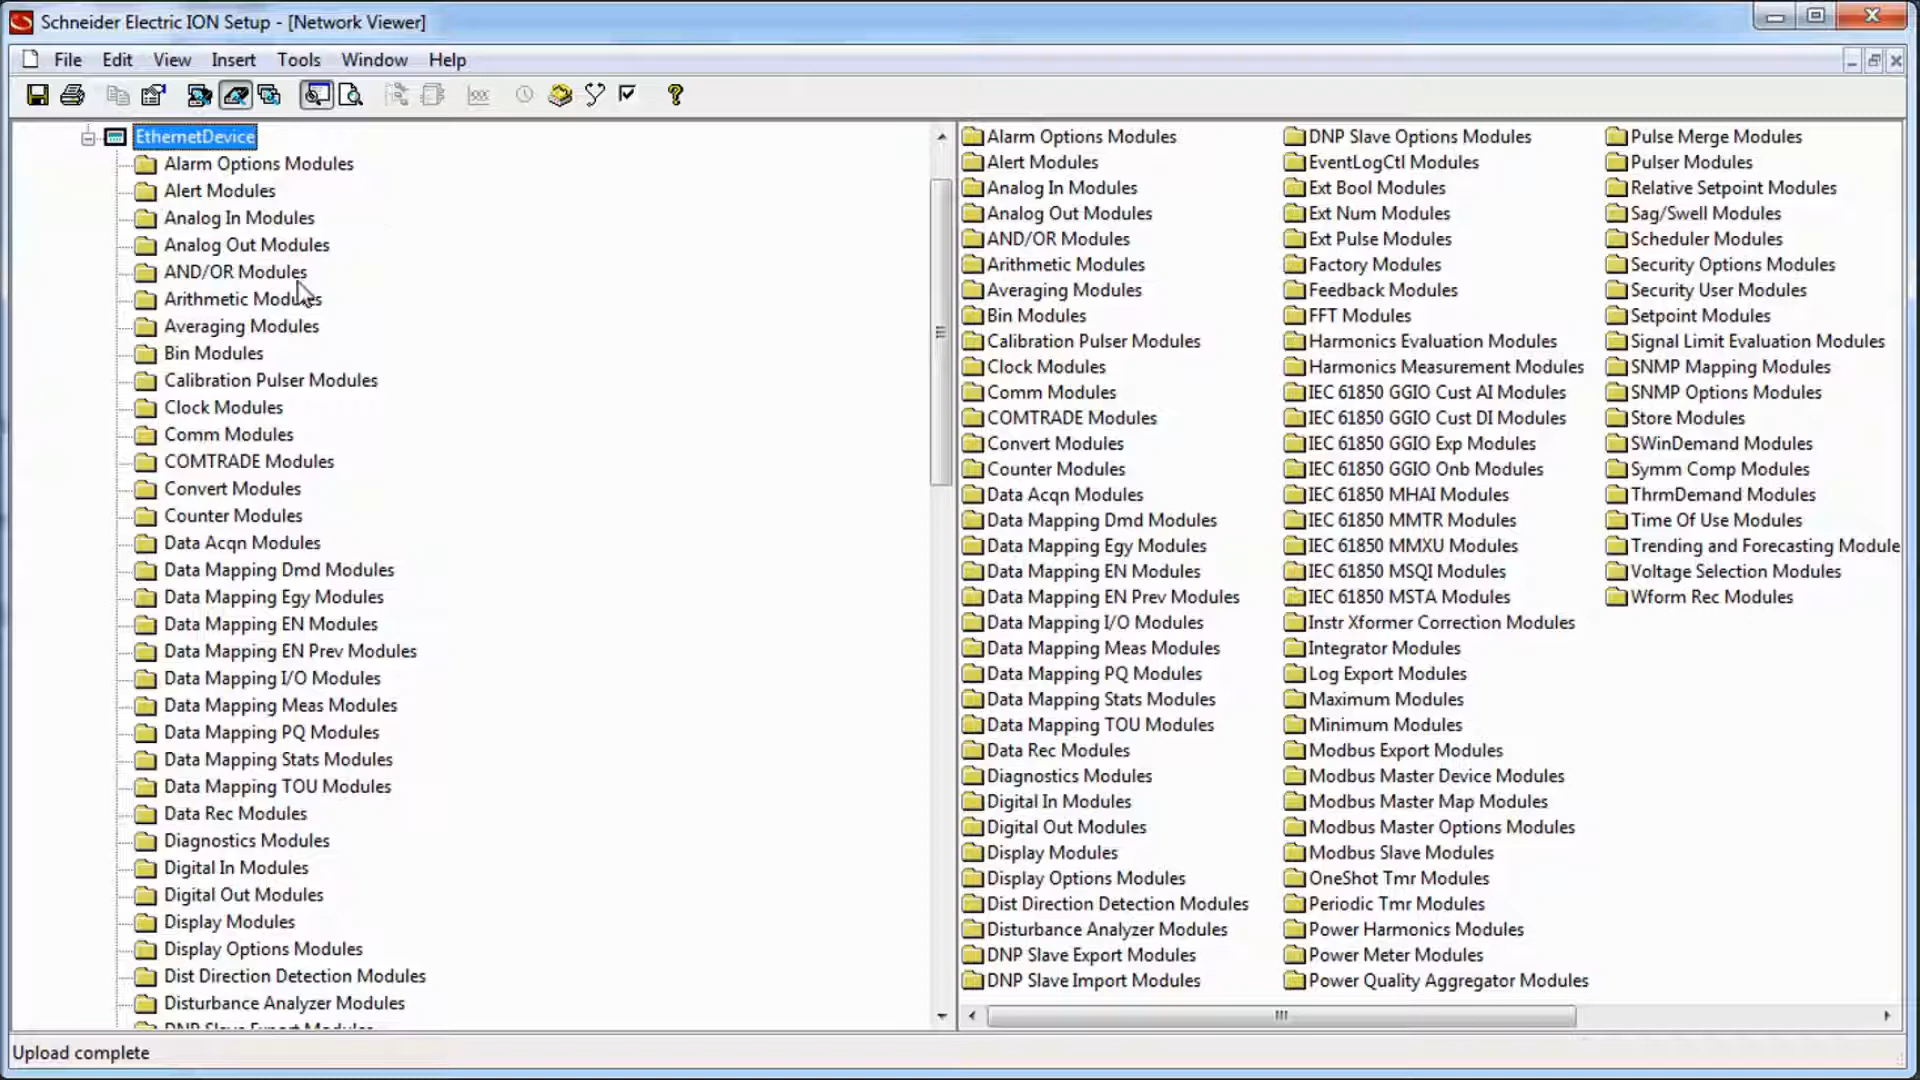 Schneider Electric ION Setup - [Network Viewer]
File Edit View Insert Tools Window Help
EthernetDevice
Alarm Options Modules
Alert Modules
Analog In Modules
Analog Out Modules
AND/OR Modules
Arithmetic Modules
Averaging Modules
Bin Modules
Calibration Pulser Modules
Clock Modules
Comm Modules
COMTRADE Modules
Convert Modules
Counter Modules
Data Acqn Modules
Data Mapping Dmd Modules
Data Mapping Egy Modules
Data Mapping EN Modules
Data Mapping EN Prev Modules
Data Mapping I/O Modules
Data Mapping Meas Modules
Data Mapping PQ Modules
Data Mapping Stats Modules
Data Mapping TOU Modules
Data Rec Modules
Diagnostics Modules
Digital In Modules
Digital Out Modules
Display Modules
Display Options Modules
Dist Direction Detection Modules
Disturbance Analyzer Modules
DNP Slave Export Modules
Alarm Options Modules
Alert Modules
Analog In Modules
Analog Out Modules
AND/OR Modules
Arithmetic Modules
Averaging Modules
Bin Modules
Calibration Pulser Modules
Clock Modules
Comm Modules
COMTRADE Modules
Convert Modules
Counter Modules
Data Acqn Modules
Data Mapping Dmd Modules
Data Mapping Egy Modules
Data Mapping EN Modules
Data Mapping EN Prev Modules
Data Mapping I/O Modules
Data Mapping Meas Modules
Data Mapping PQ Modules
Data Mapping Stats Modules
Data Mapping TOU Modules
Data Rec Modules
Diagnostics Modules
Digital In Modules
Digital Out Modules
Display Modules
Display Options Modules
Dist Direction Detection Modules
Disturbance Analyzer Modules
DNP Slave Export Modules
DNP Slave Import Modules
DNP Slave Options Modules
EventLogCtl Modules
Ext Bool Modules
Ext Num Modules
Ext Pulse Modules
Factory Modules
Feedback Modules
FFT Modules
Harmonics Evaluation Modules
Harmonics Measurement Modules
IEC 61850 GGIO Cust AI Modules
IEC 61850 GGIO Cust DI Modules
IEC 61850 GGIO Exp Modules
IEC 61850 GGIO Onb Modules
IEC 61850 MHAI Modules
IEC 61850 MMTR Modules
IEC 61850 MMXU Modules
IEC 61850 MSQI Modules
IEC 61850 MSTA Modules
Instr Xformer Correction Modules
Integrator Modules
Log Export Modules
Maximum Modules
Minimum Modules
Modbus Export Modules
Modbus Master Device Modules
Modbus Master Map Modules
Modbus Master Options Modules
Modbus Slave Modules
OneShot Tmr Modules
Periodic Tmr Modules
Power Harmonics Modules
Power Meter Modules
Power Quality Aggregator Modules
Pulse Merge Modules
Pulser Modules
Relative Setpoint Modules
Sag/Swell Modules
Scheduler Modules
Security Options Modules
Security User Modules
Setpoint Modules
Signal Limit Evaluation Modules
SNMP Mapping Modules
SNMP Options Modules
Store Modules
SWinDemand Modules
Symm Comp Modules
ThrmDemand Modules
Time Of Use Modules
Trending and Forecasting Module
Voltage Selection Modules
Wform Rec Modules
Upload complete